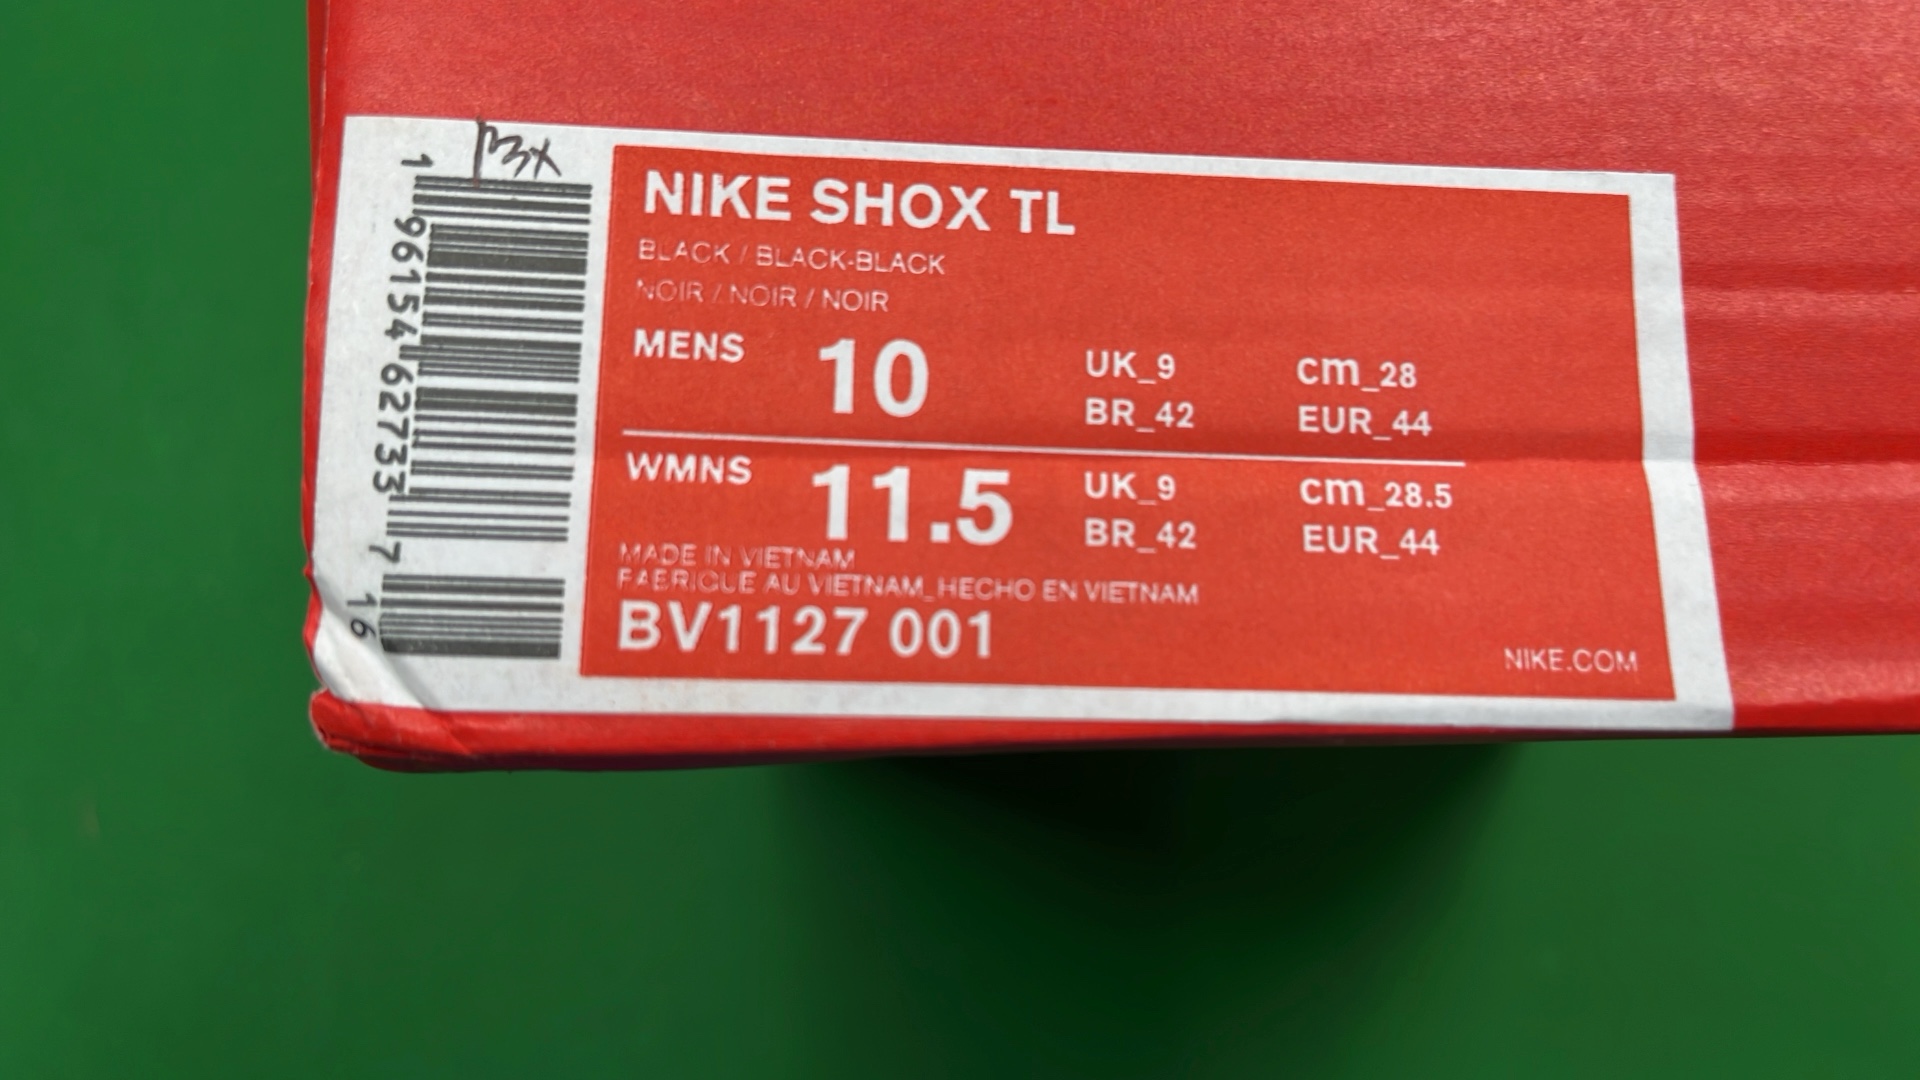 NIKE SHOX TL
BLACK / BLACK-BLACK
NOIR / NOIR / NOIR
MENS 10 UK_9 cm_28
BR_42 EUR_44
WMNS 11.5 UK_9 cm_28.5
BR_42 EUR_44
MADE IN VIETNAM
FABRIQUE AU VIETNAM_HECHO EN VIETNAM
BV1127 001
NIKE.COM
1 96154 62733 7 16